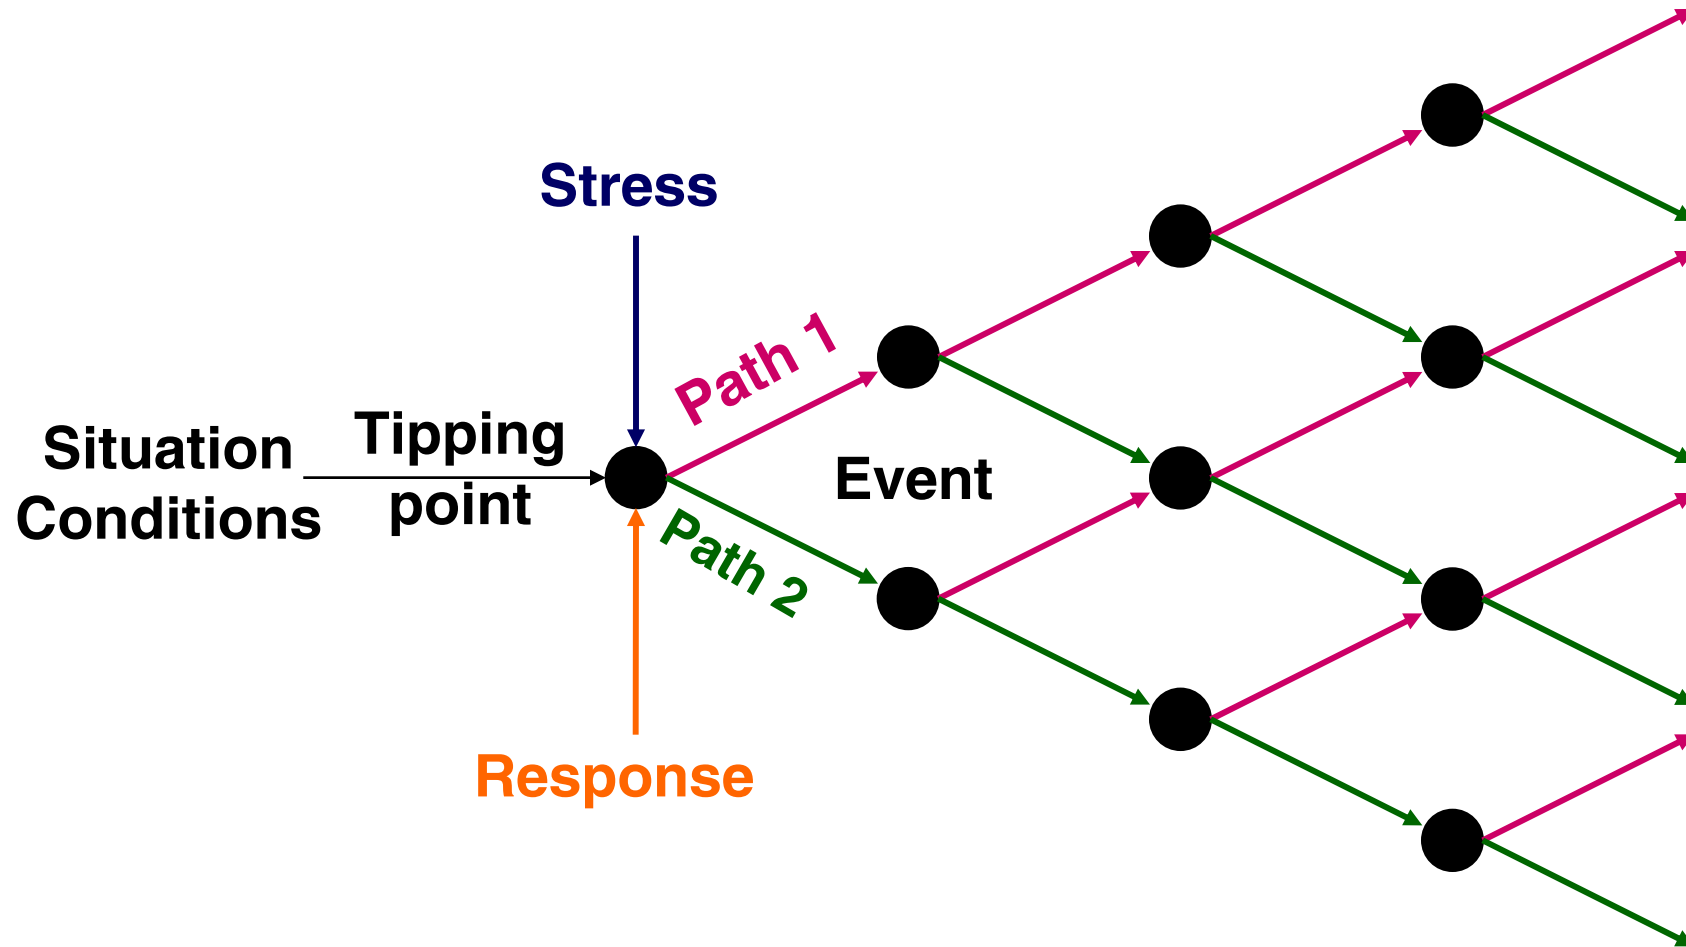 Stress
Path 1
Situation
Conditions
Tipping
point
Event
Path 2
Response